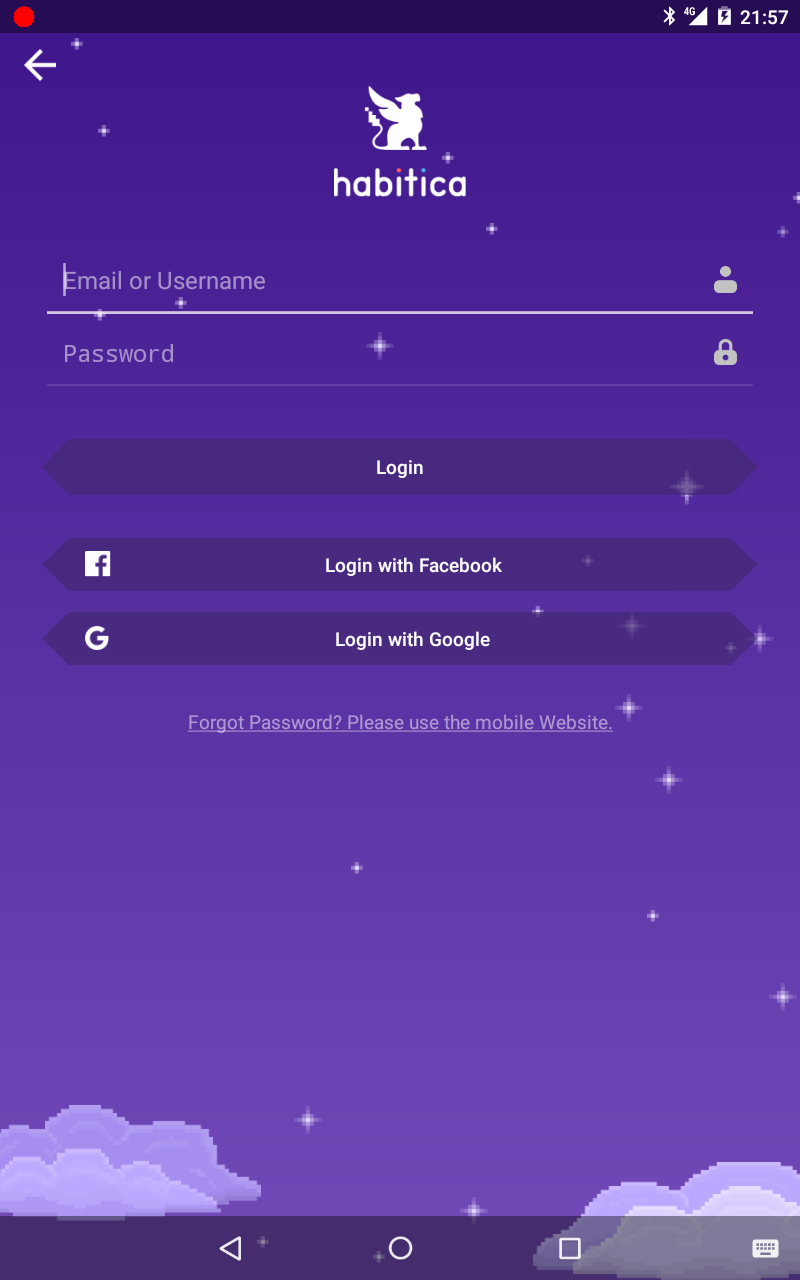 4G 21:57
habitica
Email or Username
Password
Login
Login with Facebook
Login with Google
Forgot Password? Please use the mobile Website.